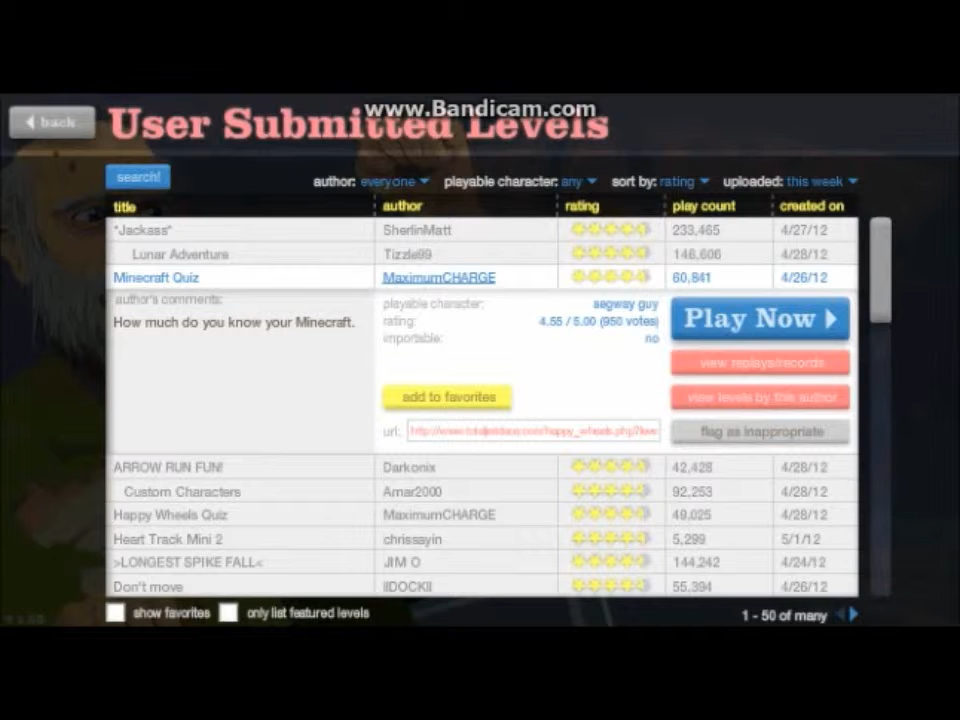 www.Bandicam.com
back
User Submitted Levels
search!
author: everyone playable character: any sort by: rating uploaded: this week
title author rating play count created on
*Jackass* SherlinMatt 233,465 4/27/12
Lunar Adventure Tizzle99 146,606 4/28/12
Minecraft Quiz MaximumCHARGE 60,841 4/26/12
author's comments:
How much do you know your Minecraft.
playable character: segway guy
rating: 4.55 / 5.00 (950 votes)
importable: no
Play Now
view replays/records
add to favorites
view levels by this author
url:
flag as inappropriate
ARROW RUN FUN! Darkonix 42,428 4/28/12
Custom Characters Amar2000 92,253 4/28/12
Happy Wheels Quiz MaximumCHARGE 49,025 4/28/12
Heart Track Mini 2 chrissayin 5,299 5/1/12
>LONGEST SPIKE FALL< JIM O 144,242 4/24/12
Don't move IIDOCKII 55,394 4/26/12
show favorites only list featured levels 1 - 50 of many